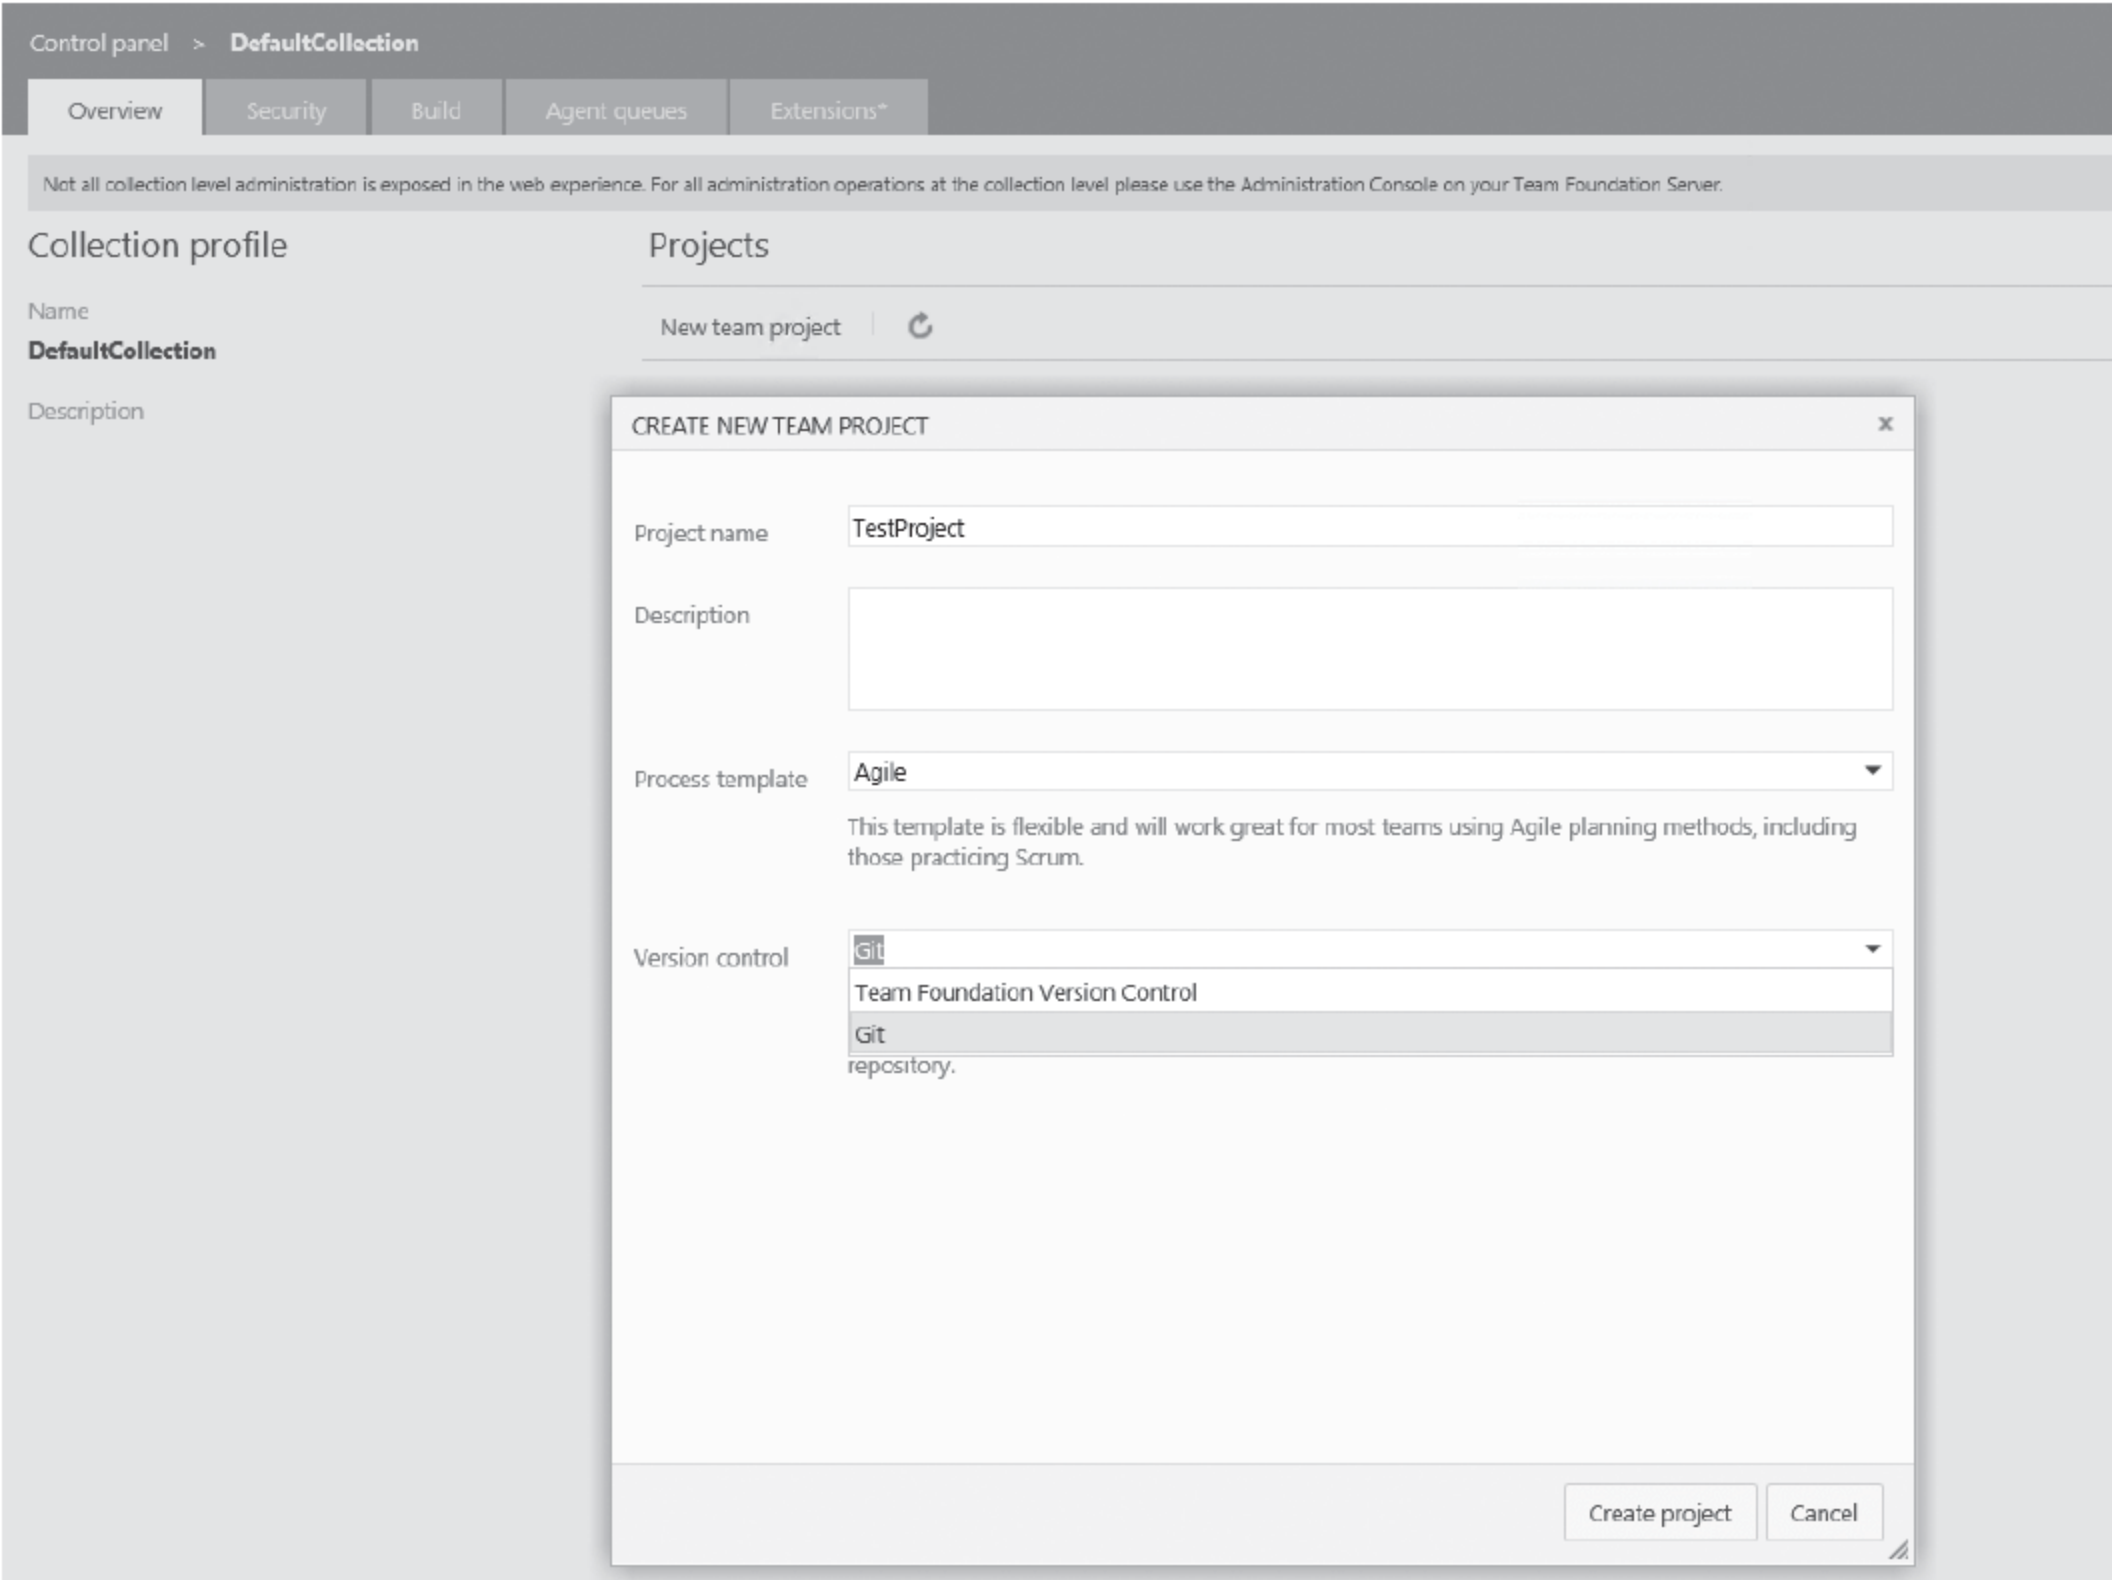 Control panel > DefaultCollection
Overview Security Build Agent queues Extensions*
Not all collection level administration is exposed in the web experience. For all administration operations at the collection level please use the Administration Console on your Team Foundation Server.
Collection profile
Name
DefaultCollection
Description
Projects
New team project
CREATE NEW TEAM PROJECT x
Project name TestProject
Description
Process template Agile
This template is flexible and will work great for most teams using Agile planning methods, including
those practicing Scrum.
Version control Git
Team Foundation Version Control
Git
repository.
Create project Cancel